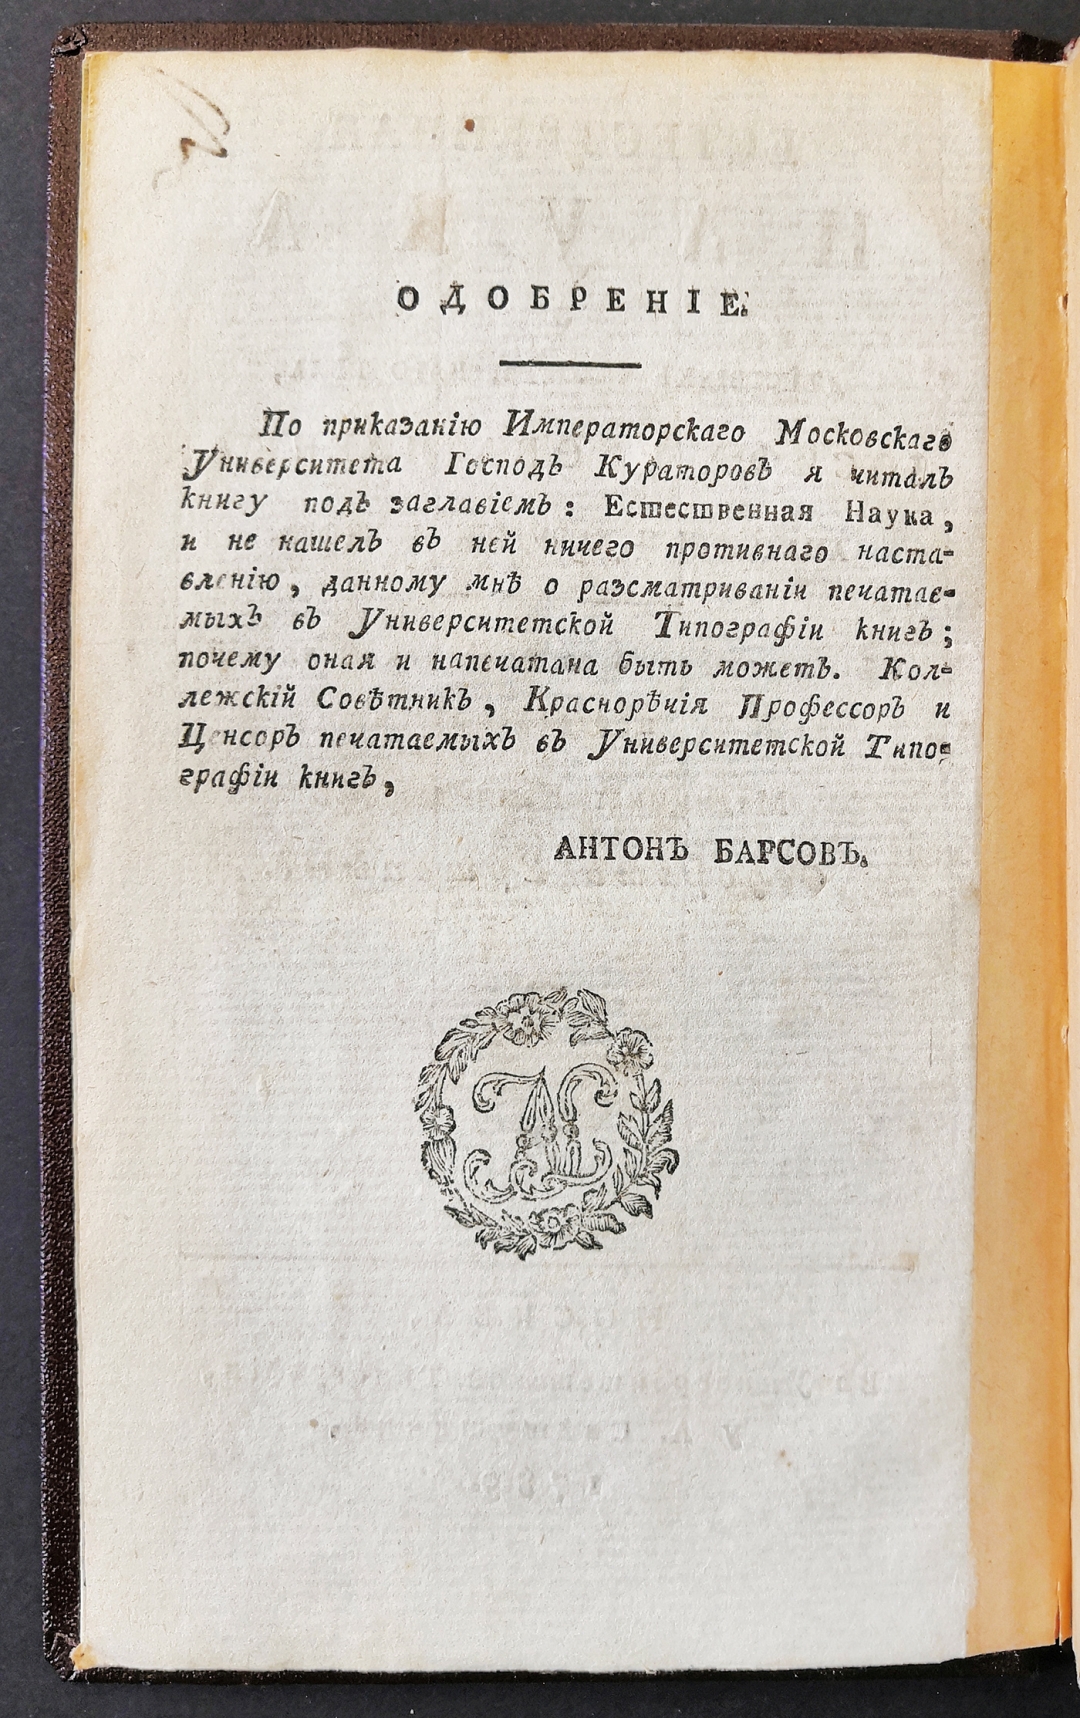 ОДОБРЕНІЕ.
По приказанію Императорскаго Московскаго
Университета Господъ Кураторовъ я читалъ
книгу подъ заглавіемъ: Естественная Наука,
и не нашелъ въ ней ничего противнаго наста-
вленію, данному мнѣ о разсматриваніи печатае-
мыхъ въ Университетской Типографіи книгъ;
почему оная и напечатана быть можетъ. Кол-
лежскій Совѣтникъ, Краснорѣчія Профессоръ и
Ценсоръ печатаемыхъ въ Университетской Типо-
графіи книгъ,
АНТОНЪ БАРСОВЪ.